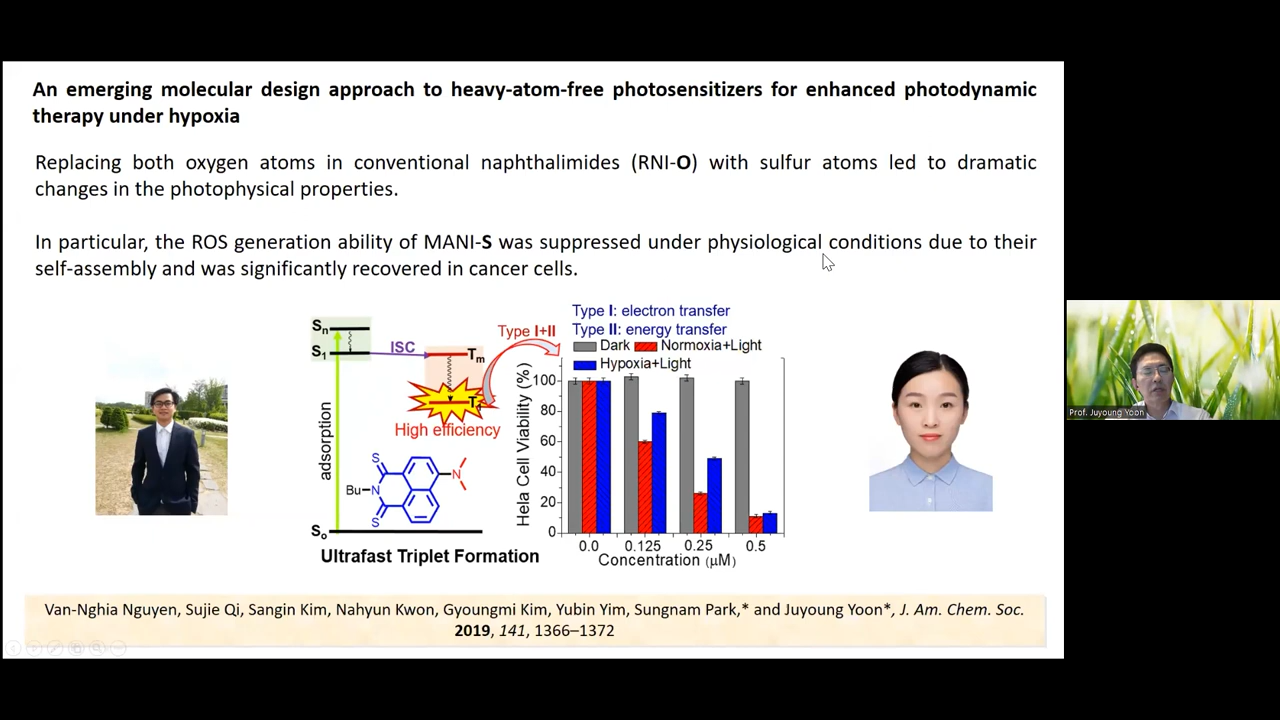 An emerging molecular design approach to heavy-atom-free photosensitizers for enhanced photodynamic
therapy under hypoxia
Replacing both oxygen atoms in conventional naphthalimides (RNI-O) with sulfur atoms led to dramatic
changes in the photophysical properties.
In particular, the ROS generation ability of MANI-S was suppressed under physiological conditions due to their
self-assembly and was significantly recovered in cancer cells.
Sn
S1
ISC
Tm
Type I+II
High efficiency
adsorption
S
Bu
N
N
S
So
Ultrafast Triplet Formation
Type I: electron transfer
Type II: energy transfer
Dark
Normoxia+Light
Hypoxia+Light
Hela Cell Viability (%)
100
80
60
40
20
0
0.0 0.125 0.25 0.5
Concentration (μM)
Prof. Juyoung Yoon
Van-Nghia Nguyen, Sujie Qi, Sangin Kim, Nahyun Kwon, Gyoungmi Kim, Yubin Yim, Sungnam Park,* and Juyoung Yoon*, J. Am. Chem. Soc.
2019, 141, 1366–1372